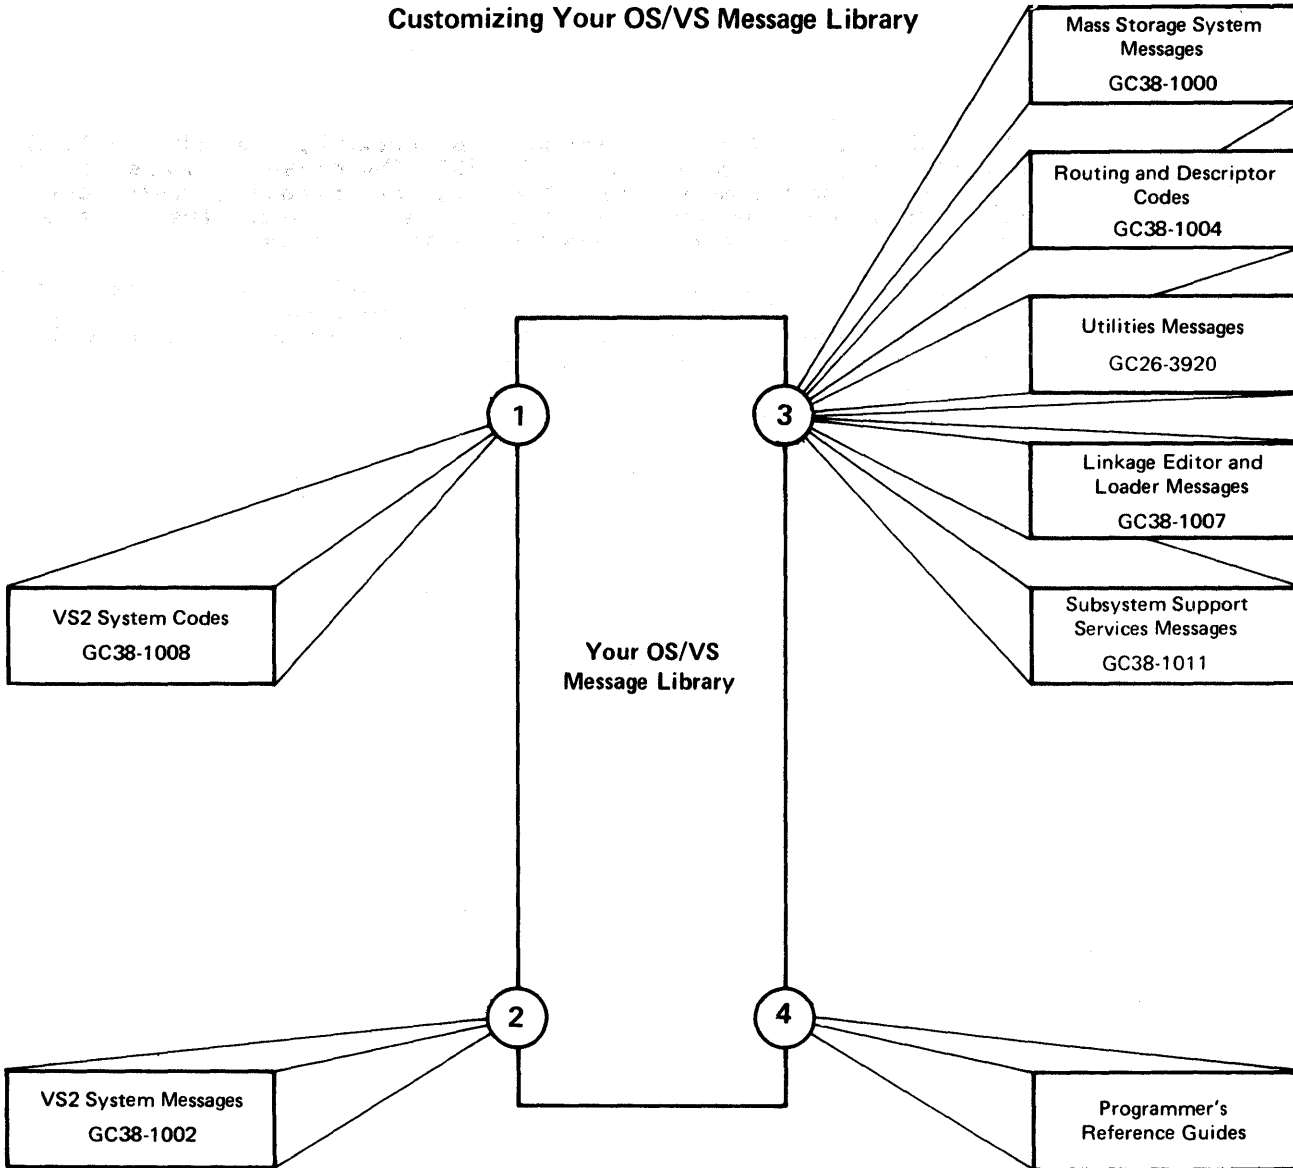 Customizing Your OS/VS Message Library
Mass Storage System
Messages
GC38-1000
Routing and Descriptor
Codes
GC38-1004
Utilities Messages
GC26-3920
Linkage Editor and
Loader Messages
GC38-1007
Subsystem Support
Services Messages
GC38-1011
1
3
VS2 System Codes
GC38-1008
Your OS/VS
Message Library
2
4
VS2 System Messages
GC38-1002
Programmer's
Reference Guides